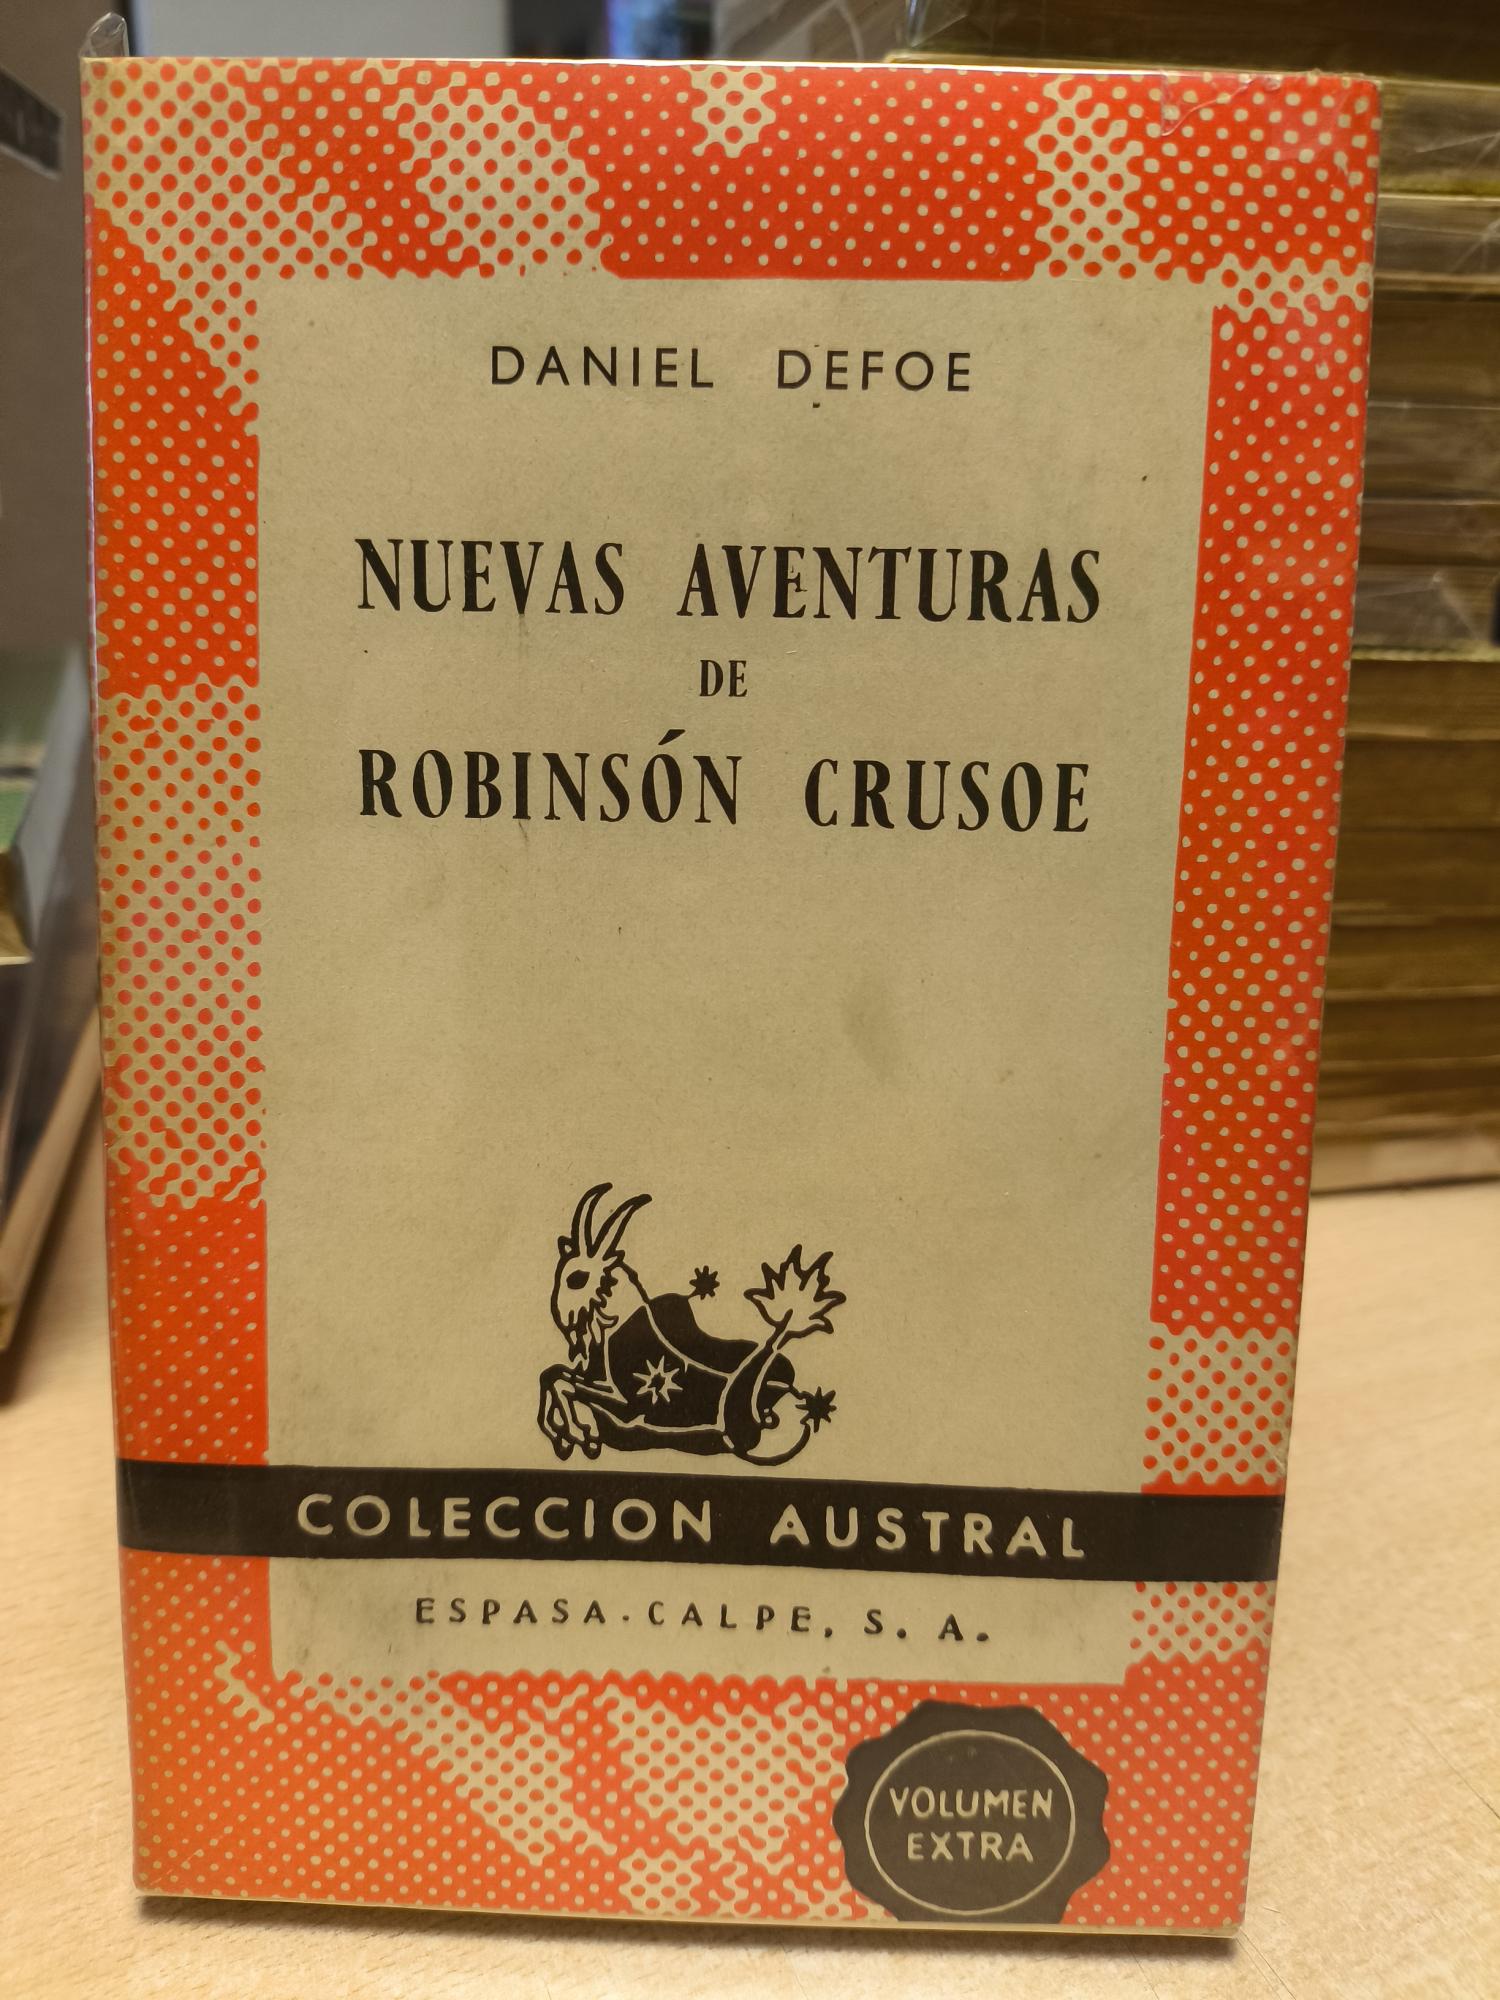 DANIEL DEFOE
NUEVAS AVENTURAS
DE
ROBINSÓN CRUSOE
COLECCION AUSTRAL
ESPASA-CALPE, S. A.
VOLUMEN
EXTRA